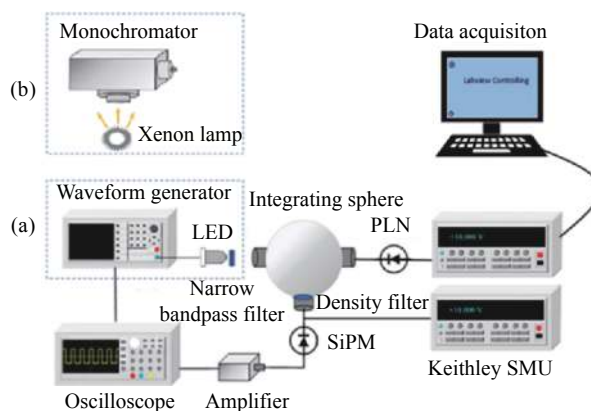 Monochromator
Data acquisiton
(b)
Labview Controlling
Xenon lamp
Waveform generator
Integrating sphere
(a)
LED
PLN
Narrow
bandpass filter
Density filter
SiPM
Oscilloscope
Amplifier
Keithley SMU